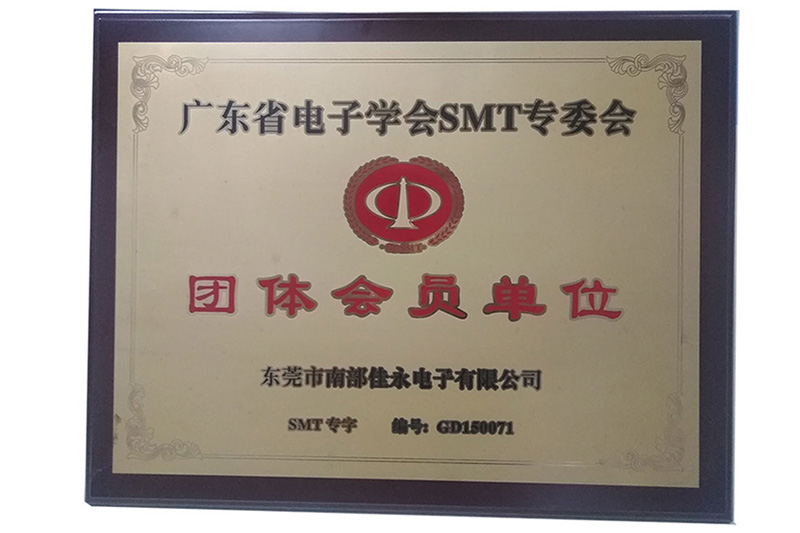 广东省电子学会SMT专委会
团体会员单位
东莞市南部佳永电子有限公司
SMT专字 编号: GD150071